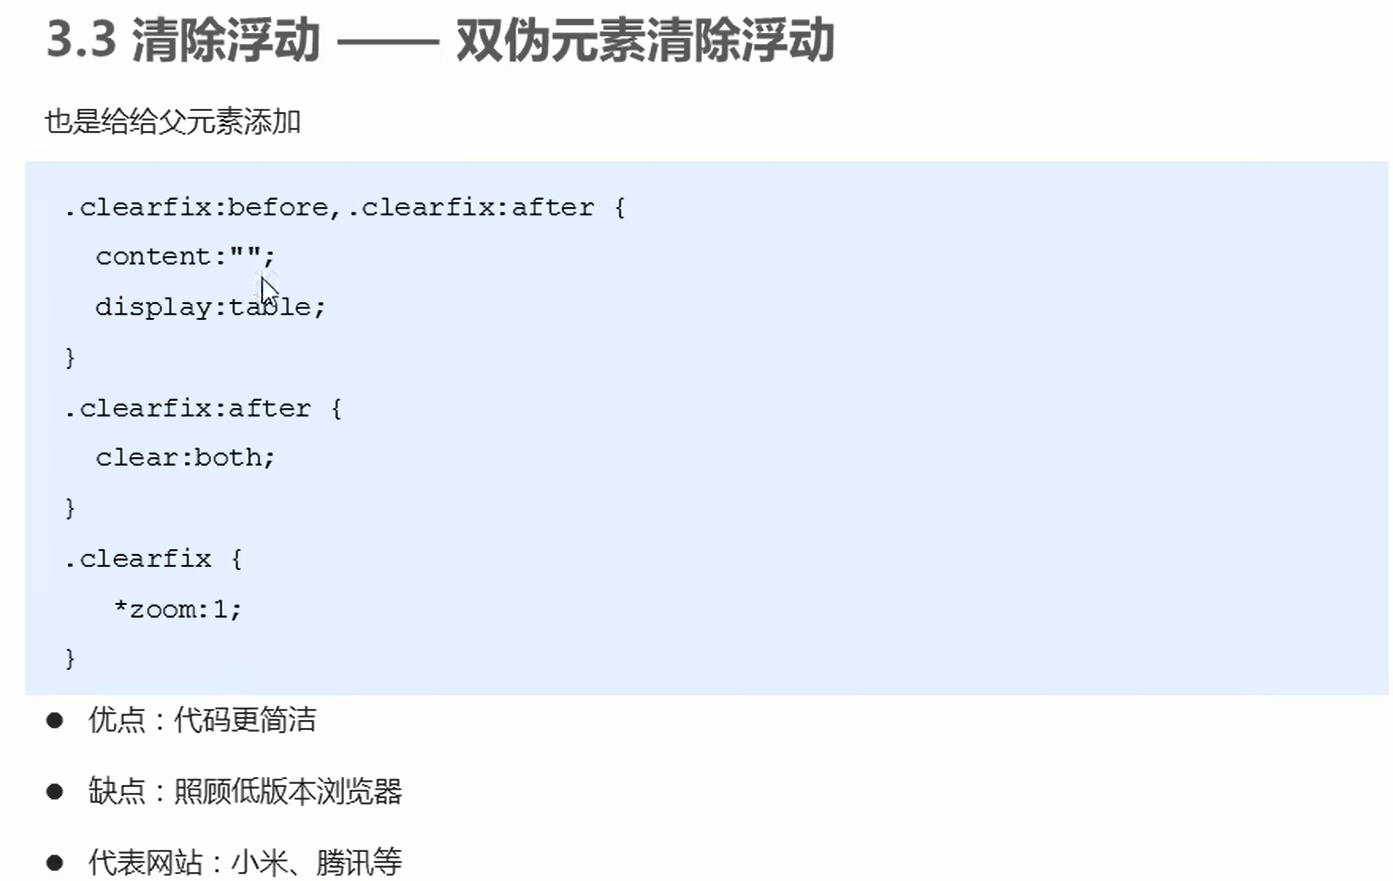 3.3 清除浮动 —— 双伪元素清除浮动
也是给给父元素添加
.clearfix:before,.clearfix:after {
content:"";
display:table;
}
.clearfix:after {
clear:both;
}
.clearfix {
*zoom:1;
}
● 优点：代码更简洁
● 缺点：照顾低版本浏览器
● 代表网站：小米、腾讯等